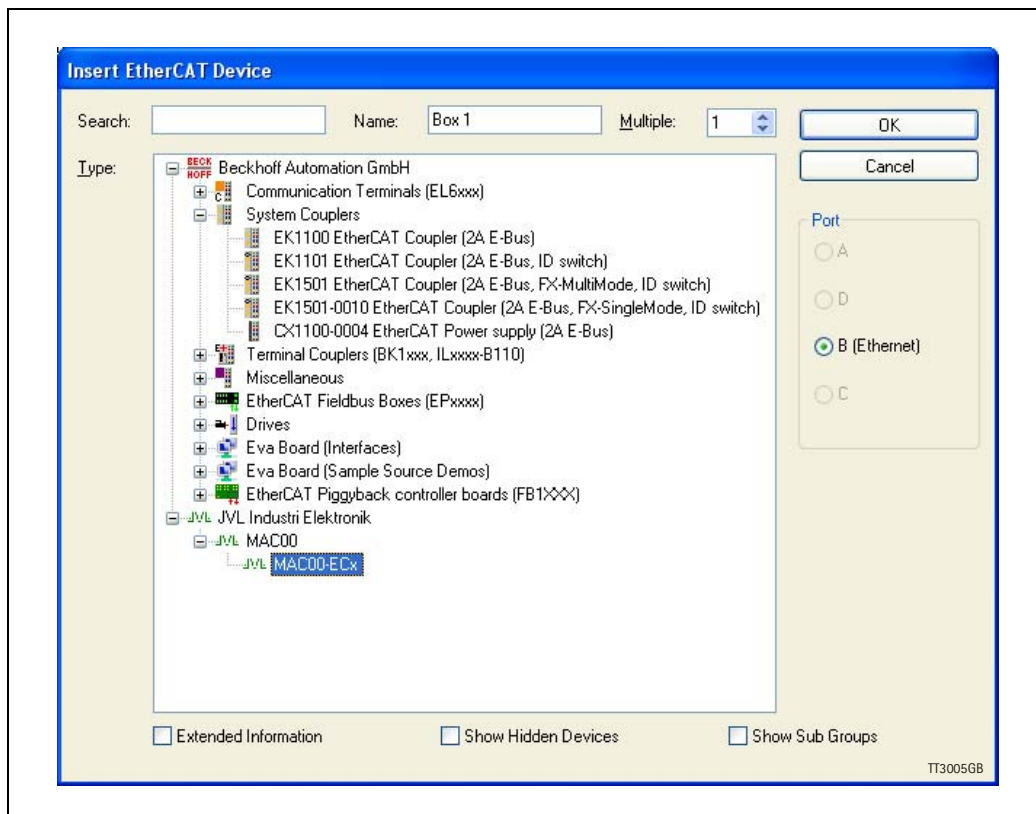 Insert EtherCAT Device
Search:
Name: Box 1
Multiple: 1
OK
Cancel
Type:
BECK
HOFF
Beckhoff Automation GmbH
C
Communication Terminals (EL6xxx)
System Couplers
EK1100 EtherCAT Coupler (2A E-Bus)
EK1101 EtherCAT Coupler (2A E-Bus, ID switch)
EK1501 EtherCAT Coupler (2A E-Bus, FX-MultiMode, ID switch)
EK1501-0010 EtherCAT Coupler (2A E-Bus, FX-SingleMode, ID switch)
CX1100-0004 EtherCAT Power supply (2A E-Bus)
Terminal Couplers (BK1xxx, ILxxxx-B110)
Miscellaneous
EtherCAT Fieldbus Boxes (EPxxxx)
Drives
Eva Board (Interfaces)
Eva Board (Sample Source Demos)
EtherCAT Piggyback controller boards (FB1XXX)
JVL JVL Industri Elektronik
JVL MAC00
JVL MAC00-ECx
Port
A
D
B (Ethernet)
C
Extended Information
Show Hidden Devices
Show Sub Groups
TT3005GB